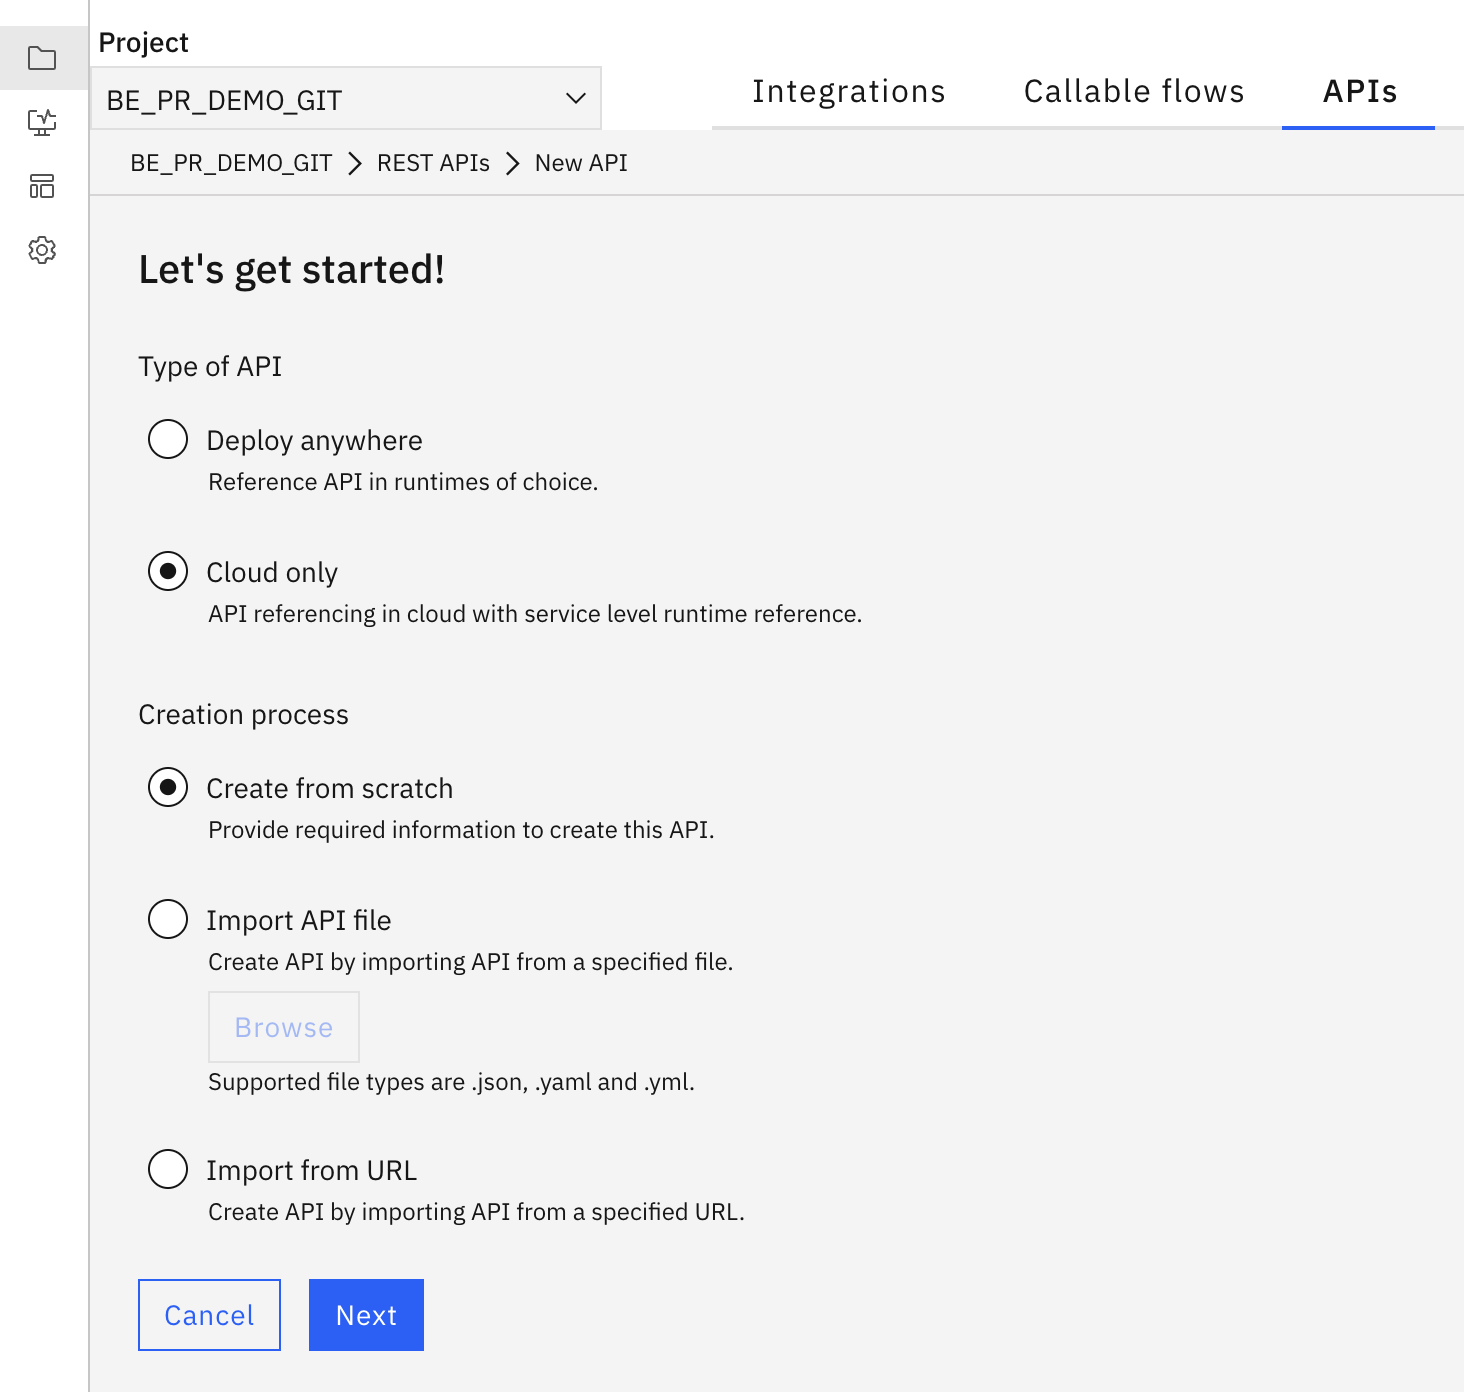 Project
BE_PR_DEMO_GIT
Integrations
Callable flows
APIs
BE_PR_DEMO_GIT
REST APIs
New API
Let's get started!
Type of API
Deploy anywhere
Reference API in runtimes of choice.
Cloud only
API referencing in cloud with service level runtime reference.
Creation process
Create from scratch
Provide required information to create this API.
Import API file
Create API by importing API from a specified file.
Browse
Supported file types are .json, .yaml and .yml.
Import from URL
Create API by importing API from a specified URL.
Cancel
Next